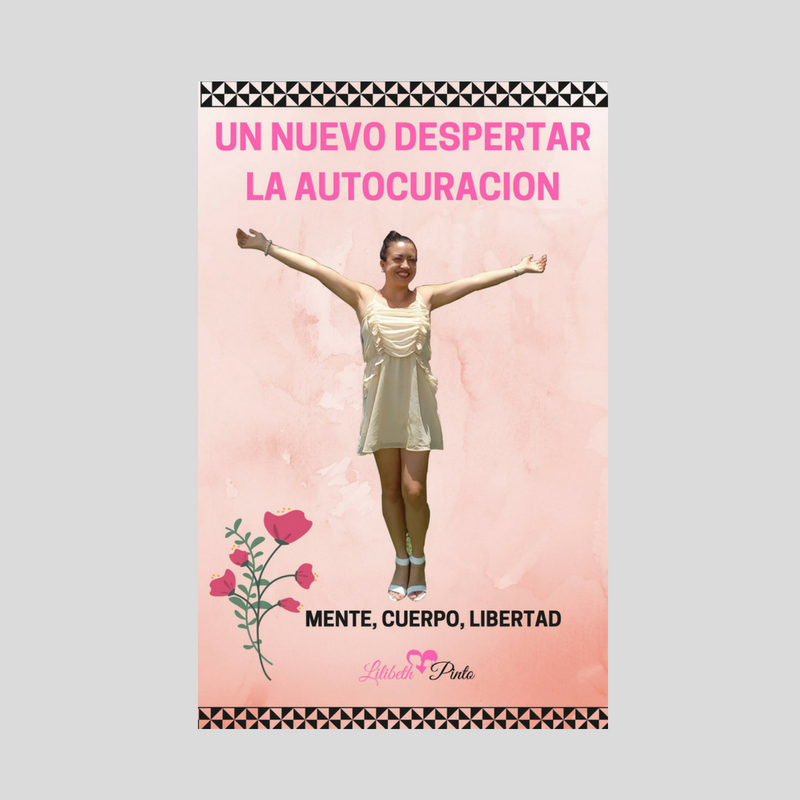 UN NUEVO DESPERTAR
LA AUTOCURACION
MENTE, CUERPO, LIBERTAD
Lilibeth Pinto